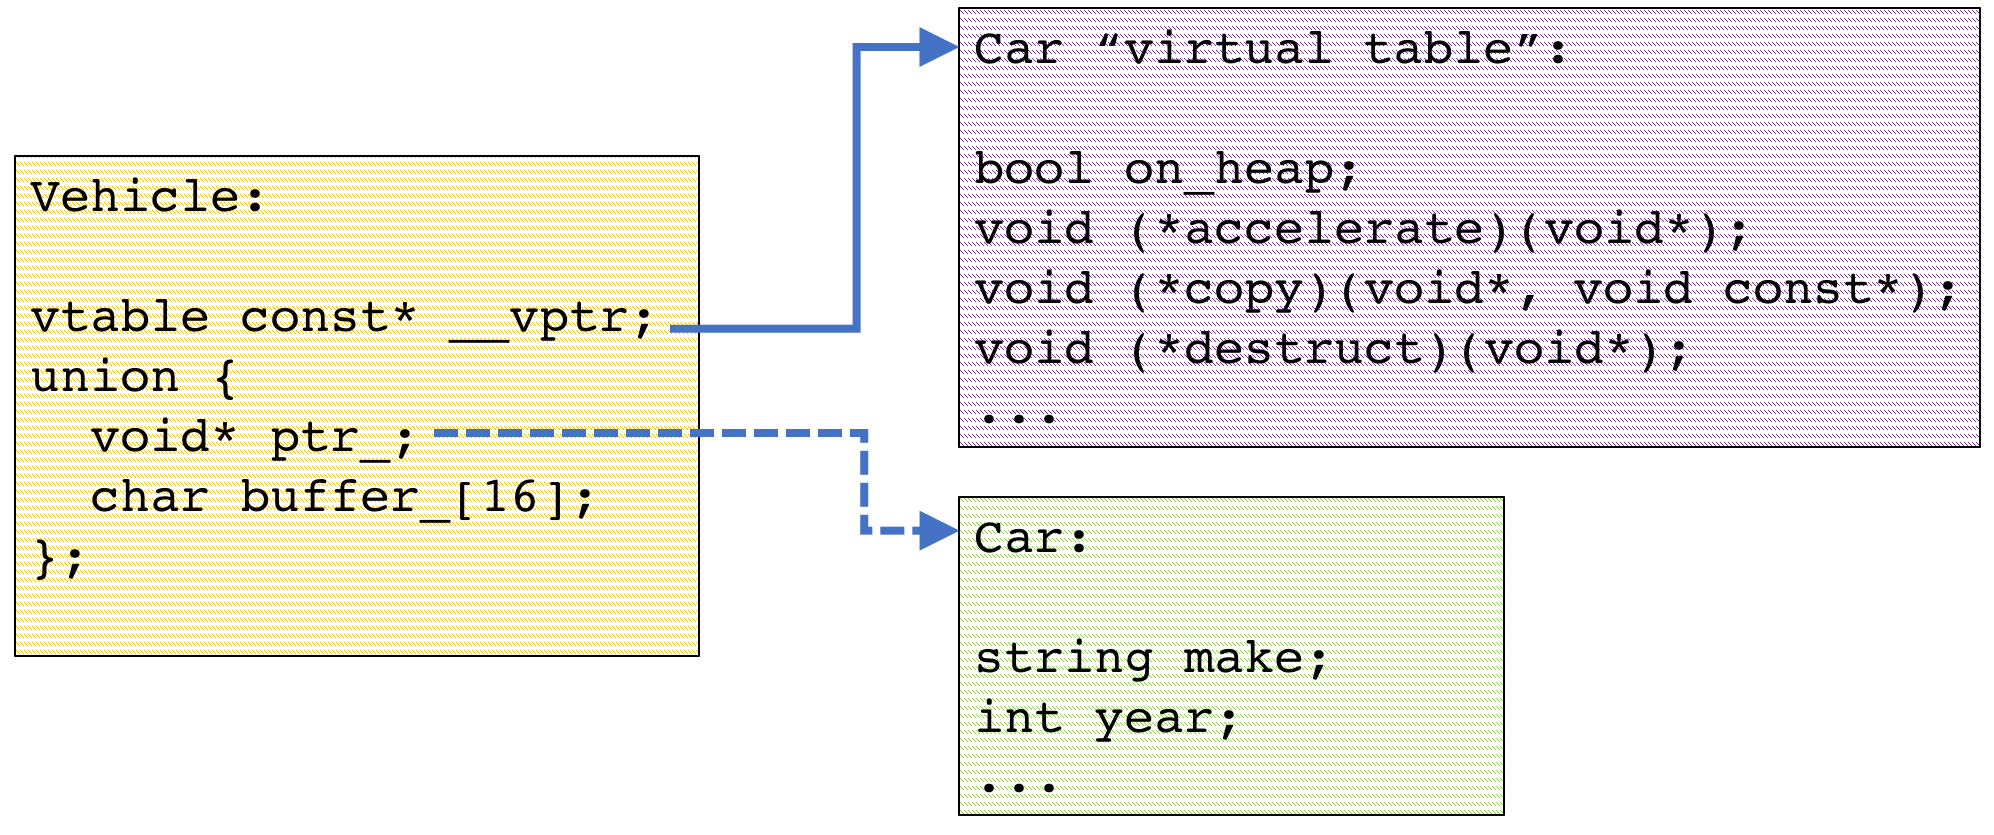 Vehicle:
vtable const* __vptr;
union {
  void* ptr_;
  char buffer_[16];
};
Car “virtual table”:
bool on_heap;
void (*accelerate)(void*);
void (*copy)(void*, void const*);
void (*destruct)(void*);
...
Car:
string make;
int year;
...